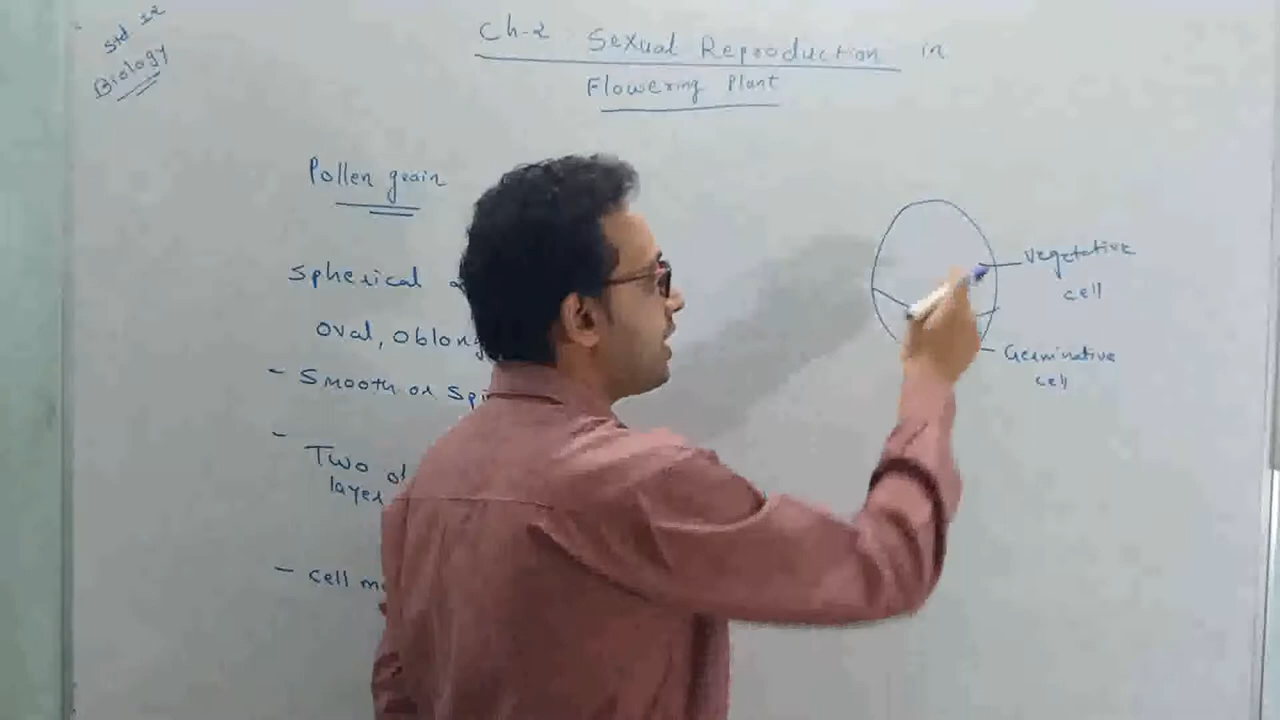 Std 12
Biology
Ch-2 Sexual Reproduction in
Flowering Plant
Pollen grain
Spherical
oval, oblong
- Smooth or Spi
- Two
layer
- cell m
Vegetative
cell
Germinative
cell